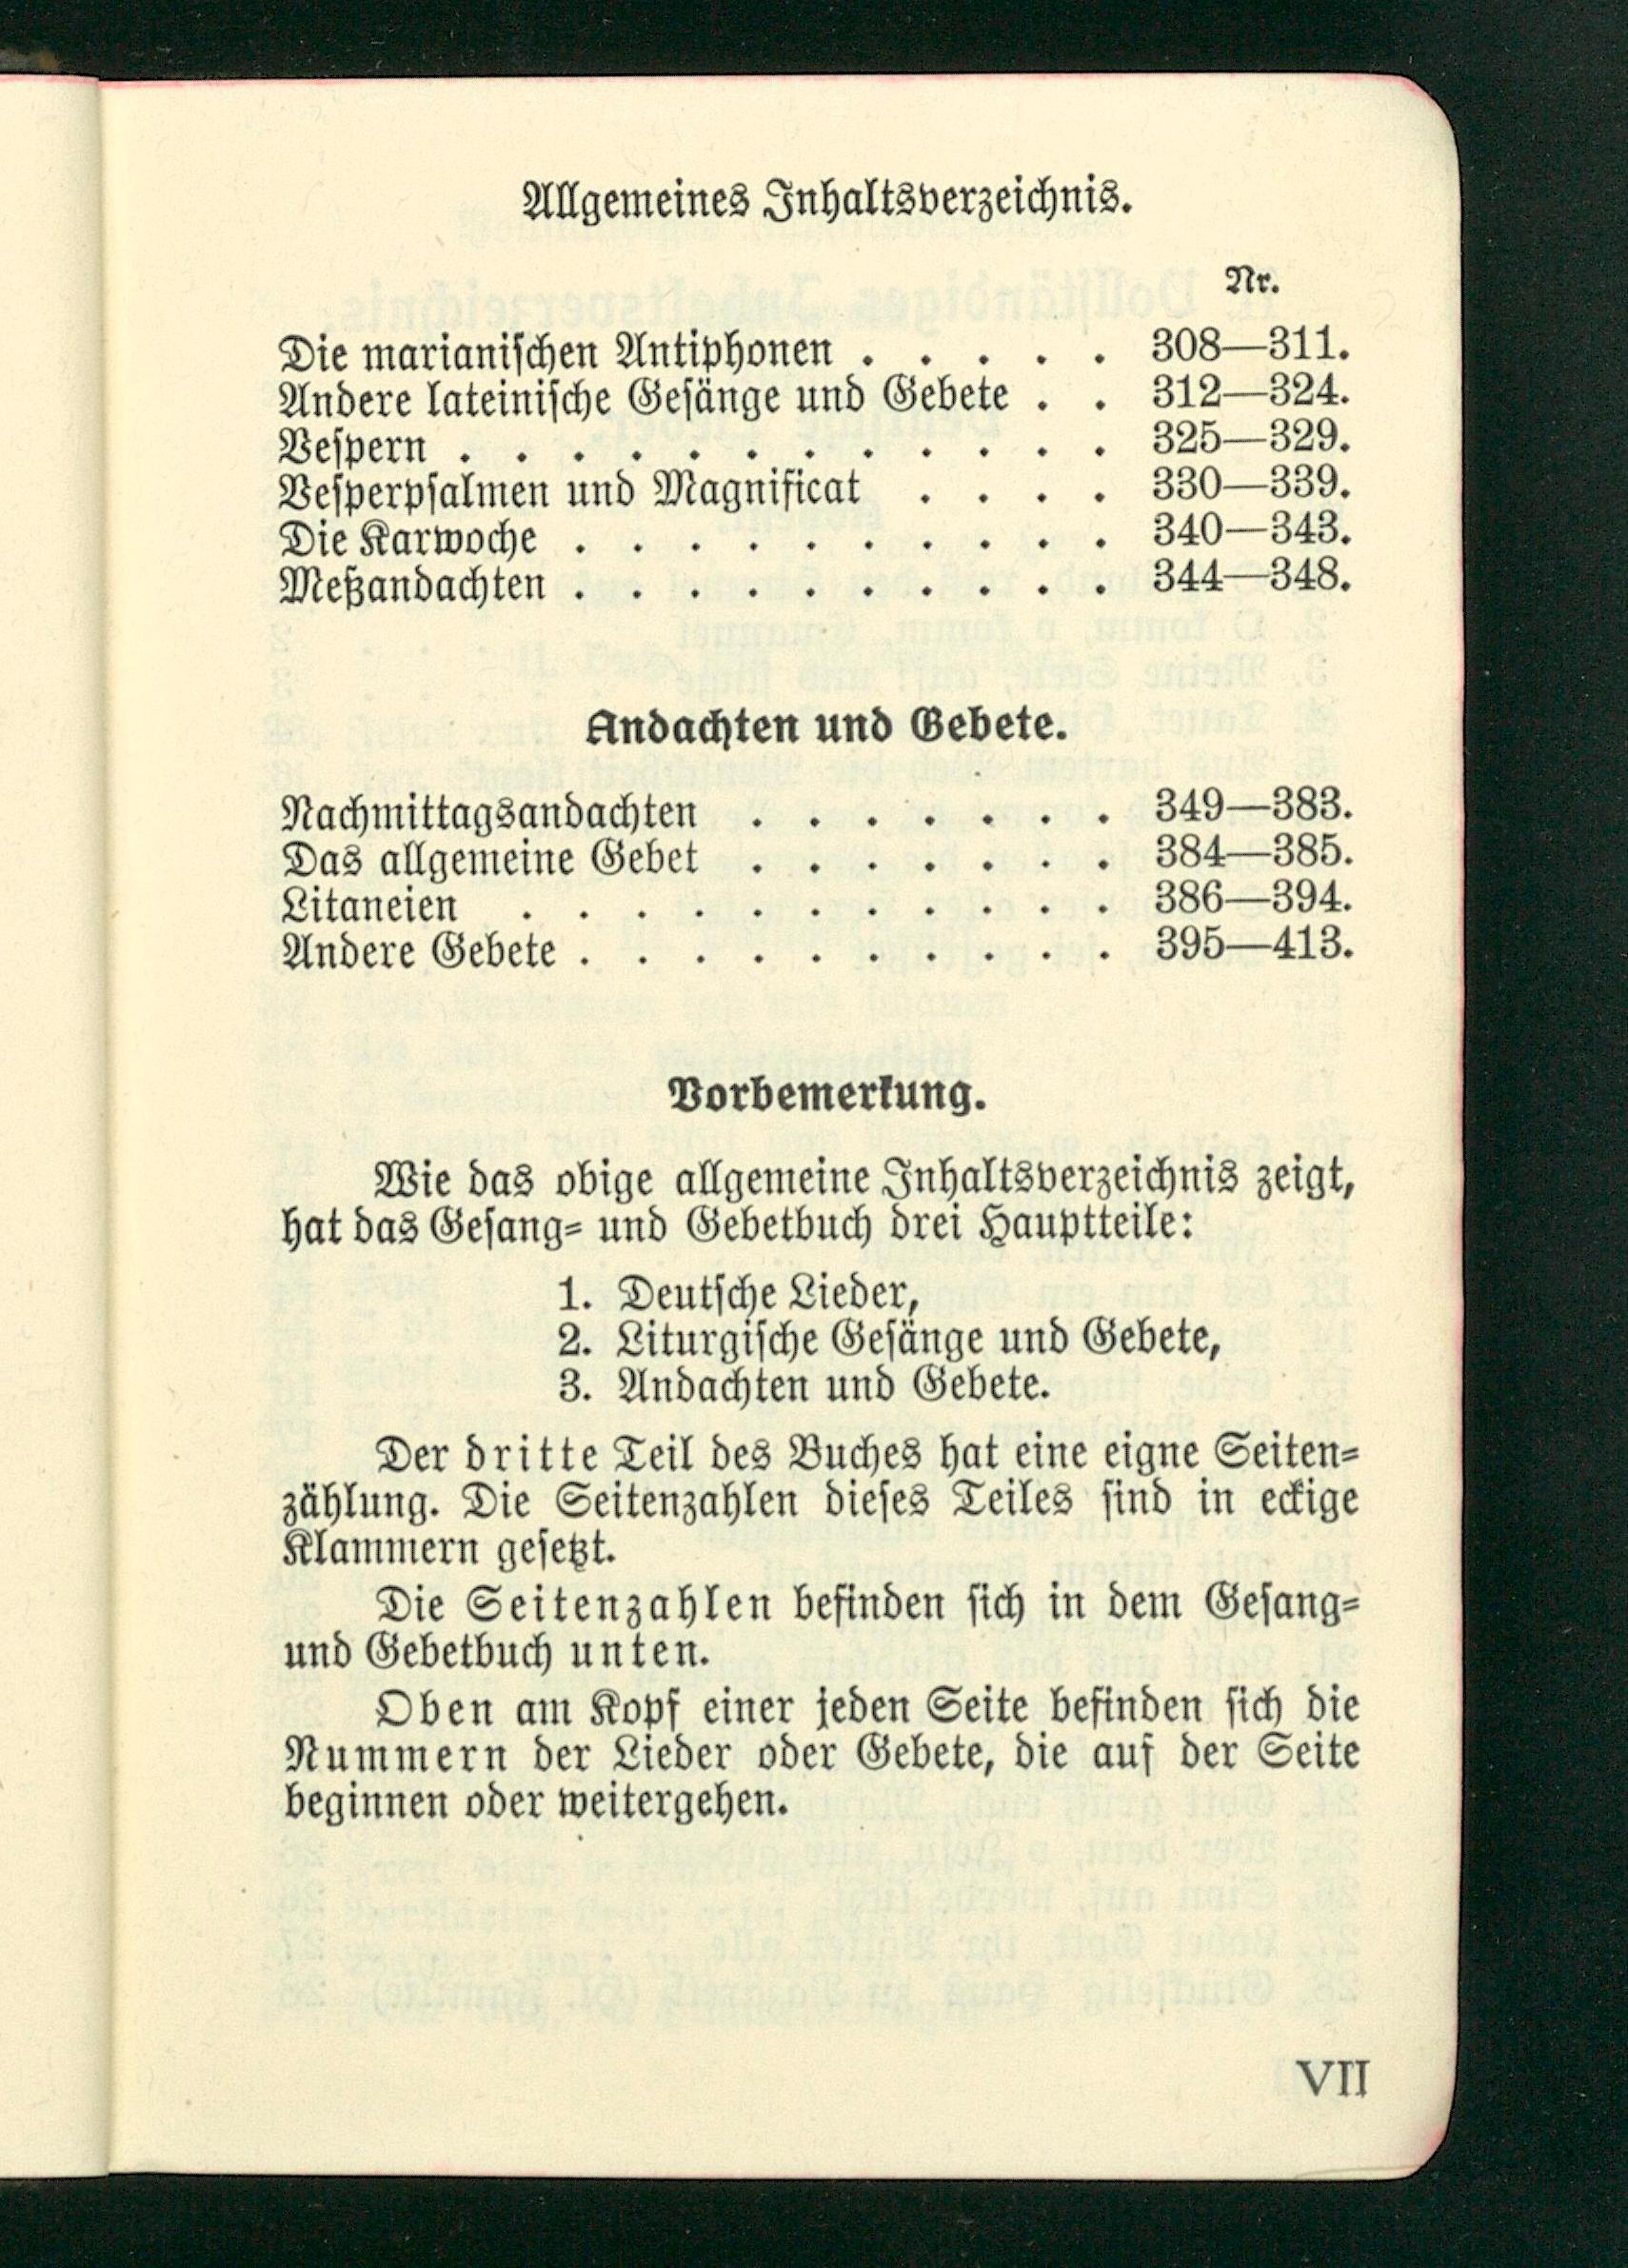 Allgemeines Inhaltsverzeichnis.
Nr.
Die marianischen Antiphonen . . . . . 308—311.
Andere lateinische Gesänge und Gebete . . 312—324.
Vespern . . . . . . . . . . . . 325—329.
Vesperpsalmen und Magnificat . . . . 330—339.
Die Karwoche . . . . . . . . . . 340—343.
Meßandachten . . . . . . . . . . 344—348.
Andachten und Gebete.
Nachmittagsandachten . . . . . . . 349—383.
Das allgemeine Gebet . . . . . . . 384—385.
Litaneien . . . . . . . . . . . 386—394.
Andere Gebete . . . . . . . . . . 395—413.
Vorbemerkung.
Wie das obige allgemeine Inhaltsverzeichnis zeigt,
hat das Gesang- und Gebetbuch drei Hauptteile:
1. Deutsche Lieder,
2. Liturgische Gesänge und Gebete,
3. Andachten und Gebete.
Der dritte Teil des Buches hat eine eigne Seiten-
zählung. Die Seitenzahlen dieses Teiles sind in eckige
Klammern gesetzt.
Die Seitenzahlen befinden sich in dem Gesang-
und Gebetbuch unten.
Oben am Kopf einer jeden Seite befinden sich die
Nummern der Lieder oder Gebete, die auf der Seite
beginnen oder weitergehen.
VII